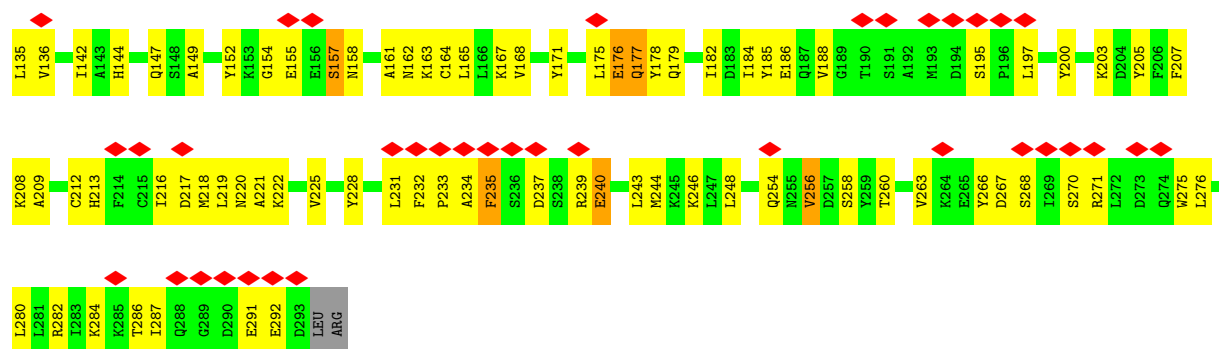 L135 V136 I142 A143 H144 Q147 S148 A149 Y152 K153 G154 E155 E156 S157 N158 A161 N162 K163 C164 L165 L166 K167 V168 Y171 L175 E176 Q177 Y178 Q179 I182 D183 I184 Y185 E186 Q187 V188 G189 T190 S191 A192 M193 D194 S195 P196 L197 Y200 K203 D204 Y205 F206 F207
K208 A209 C212 H213 F214 C215 I216 D217 M218 L219 N220 A221 K222 V225 Y228 L231 F232 P233 A234 F235 S236 D237 S238 R239 E240 L243 M244 K245 K246 L247 L248 Q254 N255 V256 D257 S258 Y259 T260 V263 K264 E265 Y266 D267 S268 I269 S270 R271 L272 D273 Q274 W275 L276
L280 L281 R282 I283 K284 K285 T286 I287 Q288 G289 D290 E291 E292 D293 LEU ARG